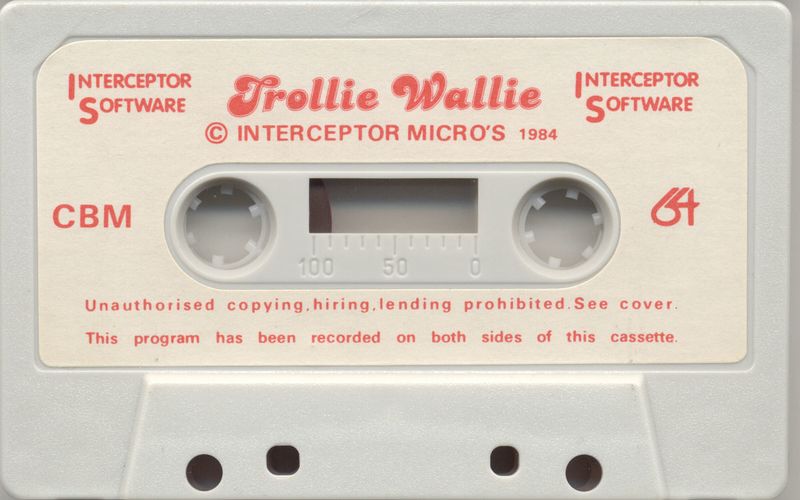 INTERCEPTOR SOFTWARE
Trollie Wallie
INTERCEPTOR SOFTWARE
© INTERCEPTOR MICRO'S 1984
CBM
64
100 50 0
Unauthorised copying,hiring,lending prohibited.See cover.
This program has been recorded on both sides of this cassette.